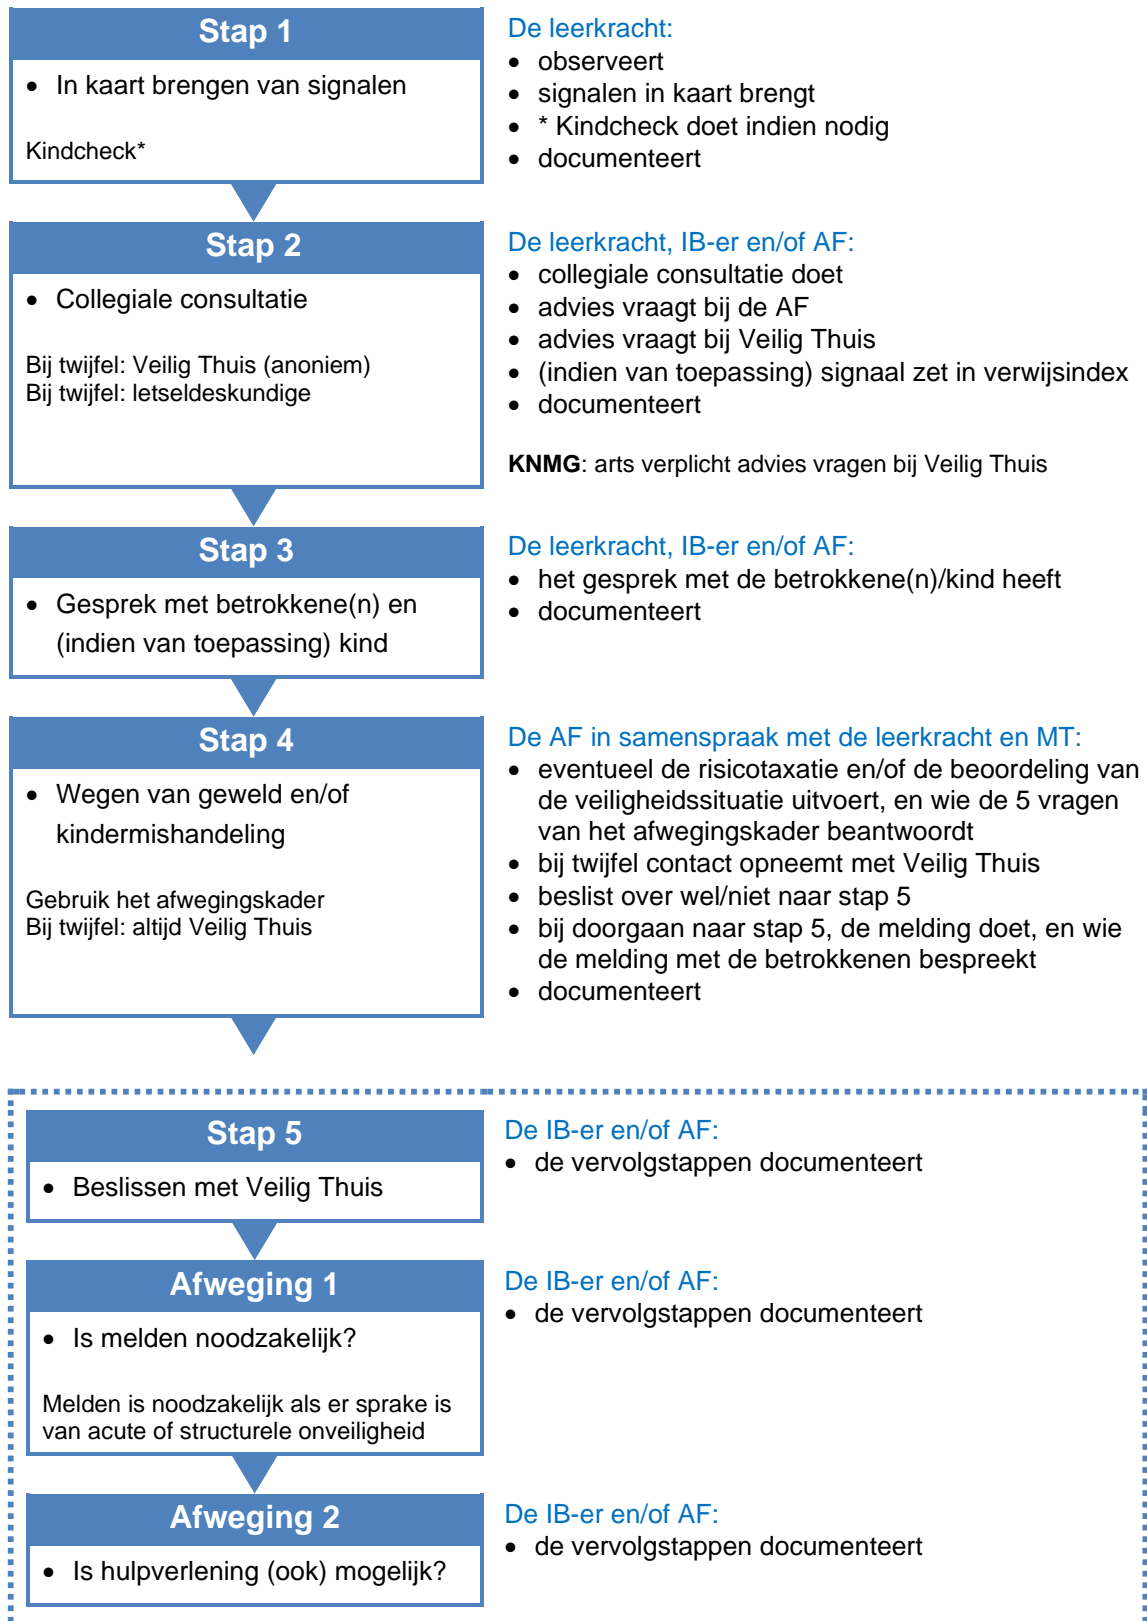 Stap 1
• In kaart brengen van signalen
Kindcheck*
De leerkracht:
• observeert
• signalen in kaart brengt
• * Kindcheck doet indien nodig
• documenteert
Stap 2
• Collegiale consultatie
Bij twijfel: Veilig Thuis (anoniem)
Bij twijfel: letseldeskundige
De leerkracht, IB-er en/of AF:
• collegiale consultatie doet
• advies vraagt bij de AF
• advies vraagt bij Veilig Thuis
• (indien van toepassing) signaal zet in verwijsindex
• documenteert
KNMG: arts verplicht advies vragen bij Veilig Thuis
Stap 3
• Gesprek met betrokkene(n) en
(indien van toepassing) kind
De leerkracht, IB-er en/of AF:
• het gesprek met de betrokkene(n)/kind heeft
• documenteert
Stap 4
• Wegen van geweld en/of
kindermishandeling
Gebruik het afwegingskader
Bij twijfel: altijd Veilig Thuis
De AF in samenspraak met de leerkracht en MT:
• eventueel de risicotaxatie en/of de beoordeling van
de veiligheidssituatie uitvoert, en wie de 5 vragen
van het afwegingskader beantwoordt
• bij twijfel contact opneemt met Veilig Thuis
• beslist over wel/niet naar stap 5
• bij doorgaan naar stap 5, de melding doet, en wie
de melding met de betrokkenen bespreekt
• documenteert
Stap 5
• Beslissen met Veilig Thuis
De IB-er en/of AF:
• de vervolgstappen documenteert
Afweging 1
• Is melden noodzakelijk?
Melden is noodzakelijk als er sprake is
van acute of structurele onveiligheid
De IB-er en/of AF:
• de vervolgstappen documenteert
Afweging 2
• Is hulpverlening (ook) mogelijk?
De IB-er en/of AF:
• de vervolgstappen documenteert